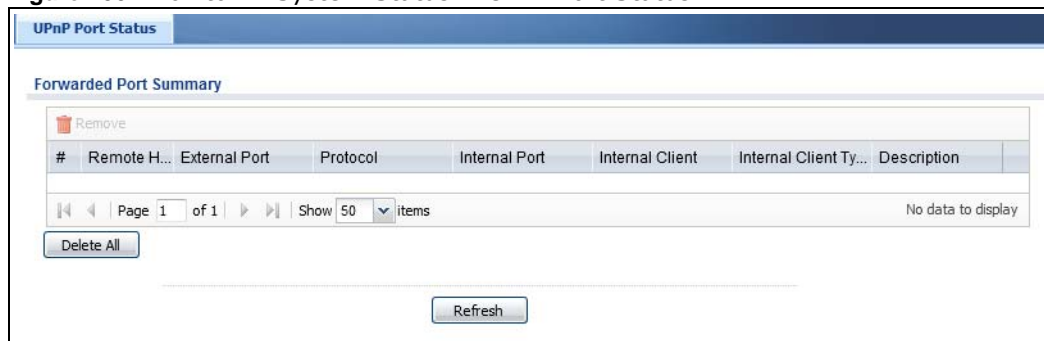 UPnP Port Status
Forwarded Port Summary
Remove
# Remote H... External Port Protocol Internal Port Internal Client Internal Client Ty... Description
Page 1 of 1 Show 50 items No data to display
Delete All
Refresh